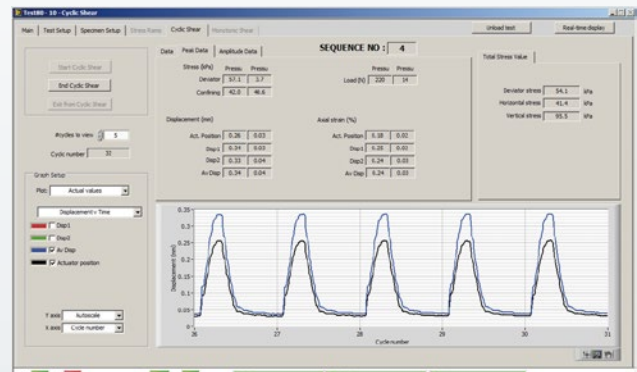 Test80 - 10 - Cyclic Shear
Main Test Setup Specimen Setup Stress Ramp Cyclic Shear Monotonic Shear
Unload test Real-time display
Start Cyclic Shear
End Cyclic Shear
Exit from Cyclic Shear
#cycles to view 5
Cyclic number 32
Graph Setup
Plot: Actual values
Displacement v Time
Disp1
Disp2
Av Disp
Actuator position
Y axis Autoscale
X axis Cycle number
Data Peak Data Amplitude Data
SEQUENCE NO : 4
Stress (kPa) Pressu Pressu
Deviator 57.1 3.7
Confining 42.0 46.6
Pressu Pressu
Load (N) 220 14
Displacement (mm)
Act. Position 0.26 0.03
Disp1 0.34 0.03
Disp2 0.33 0.04
Av Disp 0.34 0.04
Axial strain (%)
Act. Position 0.18 0.02
Disp1 0.25 0.02
Disp2 0.24 0.03
Av Disp 0.24 0.03
Total Stress Value
Deviator stress 54.1 kPa
Horizontal stress 41.4 kPa
Vertical stress 95.5 kPa
Displacement (mm)
0.35
0.3
0.25
0.2
0.15
0.1
0.05
0
26 27 28 29 30 31
Cycle number